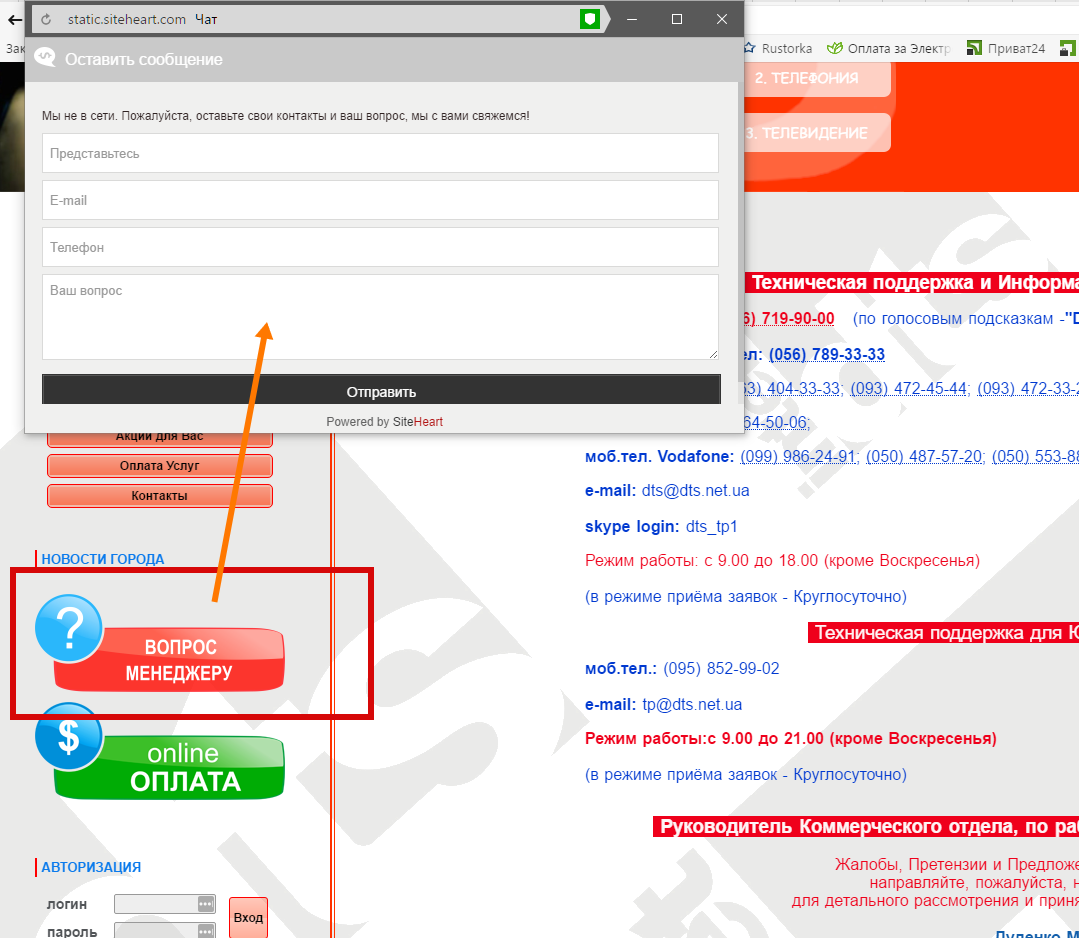 static.siteheart.com Чат
Зак
Rustorka
Оплата за Электр
Приват24
Оставить сообщение
Мы не в сети. Пожалуйста, оставьте свои контакты и ваш вопрос, мы с вами свяжемся!
Представьтесь
E-mail
Телефон
Ваш вопрос
Отправить
Powered by SiteHeart
2. ТЕЛЕФОНИЯ
3. ТЕЛЕВИДЕНИЕ
Акции для Вас
Оплата Услуг
Контакты
НОВОСТИ ГОРОДА
?
ВОПРОС
МЕНЕДЖЕРУ
$
online
ОПЛАТА
АВТОРИЗАЦИЯ
логин
пароль
Вход
Техническая поддержка и Информа
6) 719-90-00 (по голосовым подсказкам -"D
ел: (056) 789-33-33
63) 404-33-33; (093) 472-45-44; (093) 472-33-2
64-50-06;
моб.тел. Vodafone: (099) 986-24-91; (050) 487-57-20; (050) 553-88
e-mail: dts@dts.net.ua
skype login: dts_tp1
Режим работы: с 9.00 до 18.00 (кроме Воскресенья)
(в режиме приёма заявок - Круглосуточно)
Техническая поддержка для Ю
моб.тел.: (095) 852-99-02
e-mail: tp@dts.net.ua
Режим работы:с 9.00 до 21.00 (кроме Воскресенья)
(в режиме приёма заявок - Круглосуточно)
Руководитель Коммерческого отдела, по раб
Жалобы, Претензии и Предложе
направляйте, пожалуйста, н
для детального рассмотрения и приня